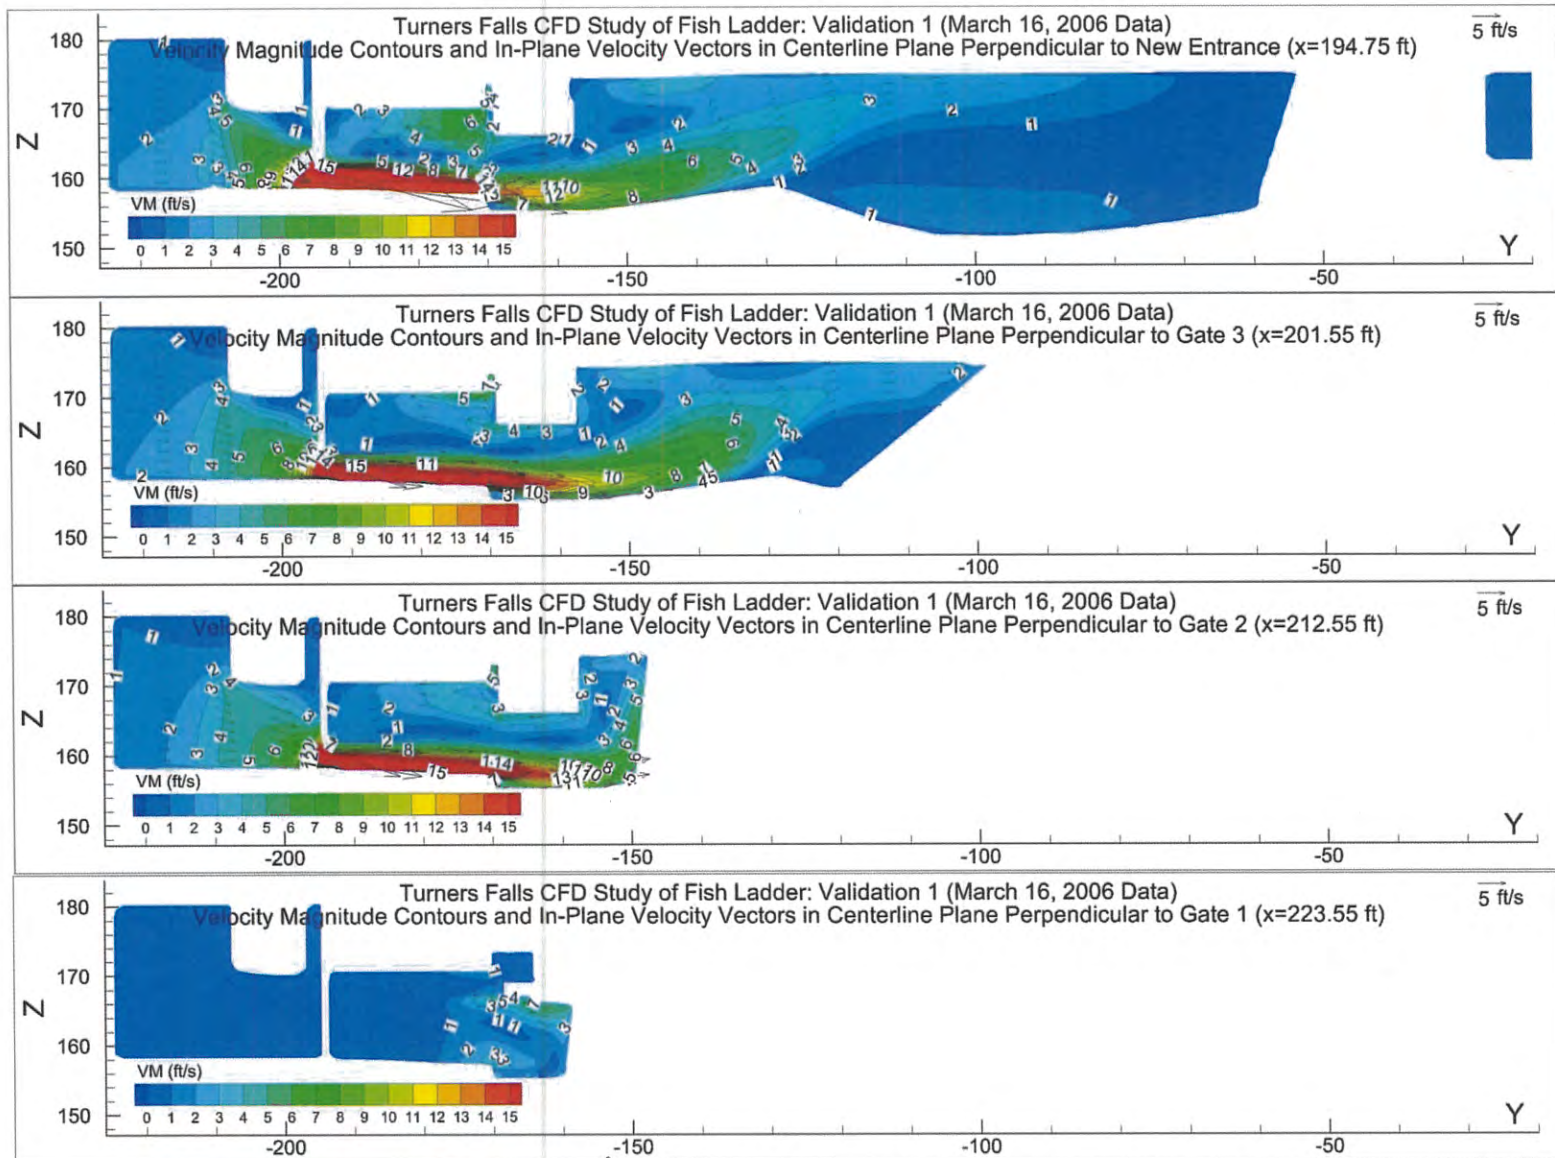 Turners Falls CFD Study of Fish Ladder: Validation 1 (March 16, 2006 Data)
Velocity Magnitude Contours and In-Plane Velocity Vectors in Centerline Plane Perpendicular to New Entrance (x=194.75 ft)
5 ft/s
Z
180
170
160
150
VM (ft/s)
0 1 2 3 4 5 6 7 8 9 10 11 12 13 14 15
-200 -150 -100 -50
Y
Turners Falls CFD Study of Fish Ladder: Validation 1 (March 16, 2006 Data)
Velocity Magnitude Contours and In-Plane Velocity Vectors in Centerline Plane Perpendicular to Gate 3 (x=201.55 ft)
5 ft/s
Z
180
170
160
150
VM (ft/s)
0 1 2 3 4 5 6 7 8 9 10 11 12 13 14 15
-200 -150 -100 -50
Y
Turners Falls CFD Study of Fish Ladder: Validation 1 (March 16, 2006 Data)
Velocity Magnitude Contours and In-Plane Velocity Vectors in Centerline Plane Perpendicular to Gate 2 (x=212.55 ft)
5 ft/s
Z
180
170
160
150
VM (ft/s)
0 1 2 3 4 5 6 7 8 9 10 11 12 13 14 15
-200 -150 -100 -50
Y
Turners Falls CFD Study of Fish Ladder: Validation 1 (March 16, 2006 Data)
Velocity Magnitude Contours and In-Plane Velocity Vectors in Centerline Plane Perpendicular to Gate 1 (x=223.55 ft)
5 ft/s
Z
180
170
160
150
VM (ft/s)
0 1 2 3 4 5 6 7 8 9 10 11 12 13 14 15
-200 -150 -100 -50
Y